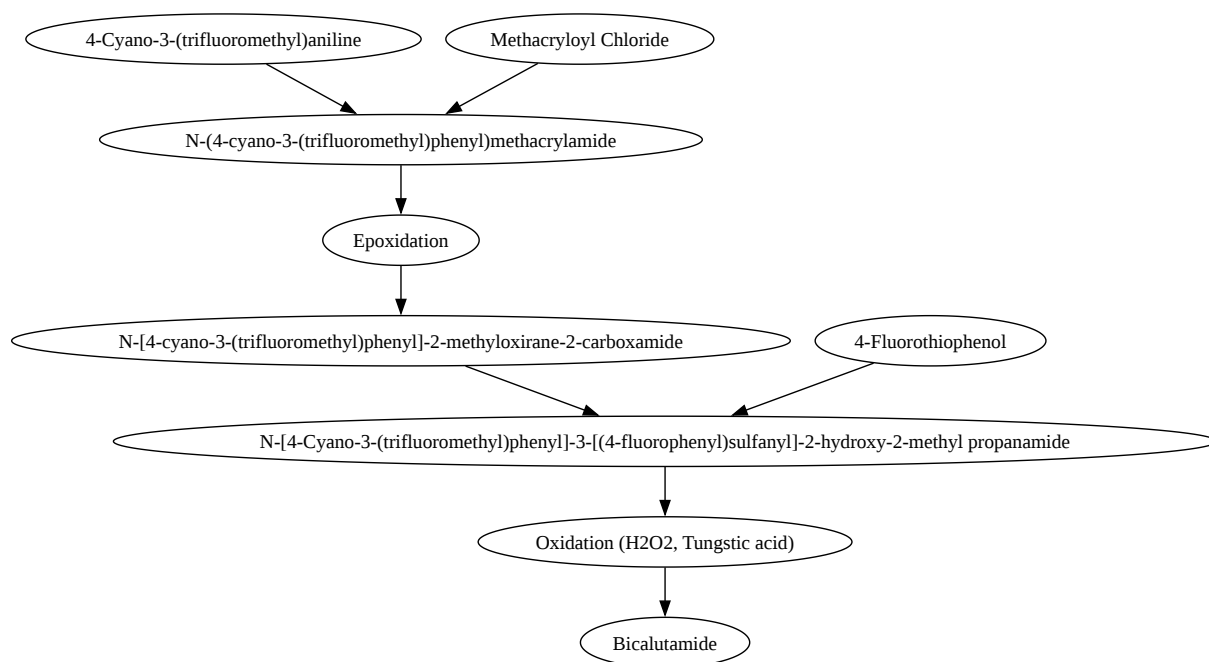 4-Cyano-3-(trifluoromethyl)aniline
Methacryloyl Chloride
N-(4-cyano-3-(trifluoromethyl)phenyl)methacrylamide
Epoxidation
N-[4-cyano-3-(trifluoromethyl)phenyl]-2-methyloxirane-2-carboxamide
4-Fluorothiophenol
N-[4-Cyano-3-(trifluoromethyl)phenyl]-3-[(4-fluorophenyl)sulfanyl]-2-hydroxy-2-methyl propanamide
Oxidation (H2O2, Tungstic acid)
Bicalutamide